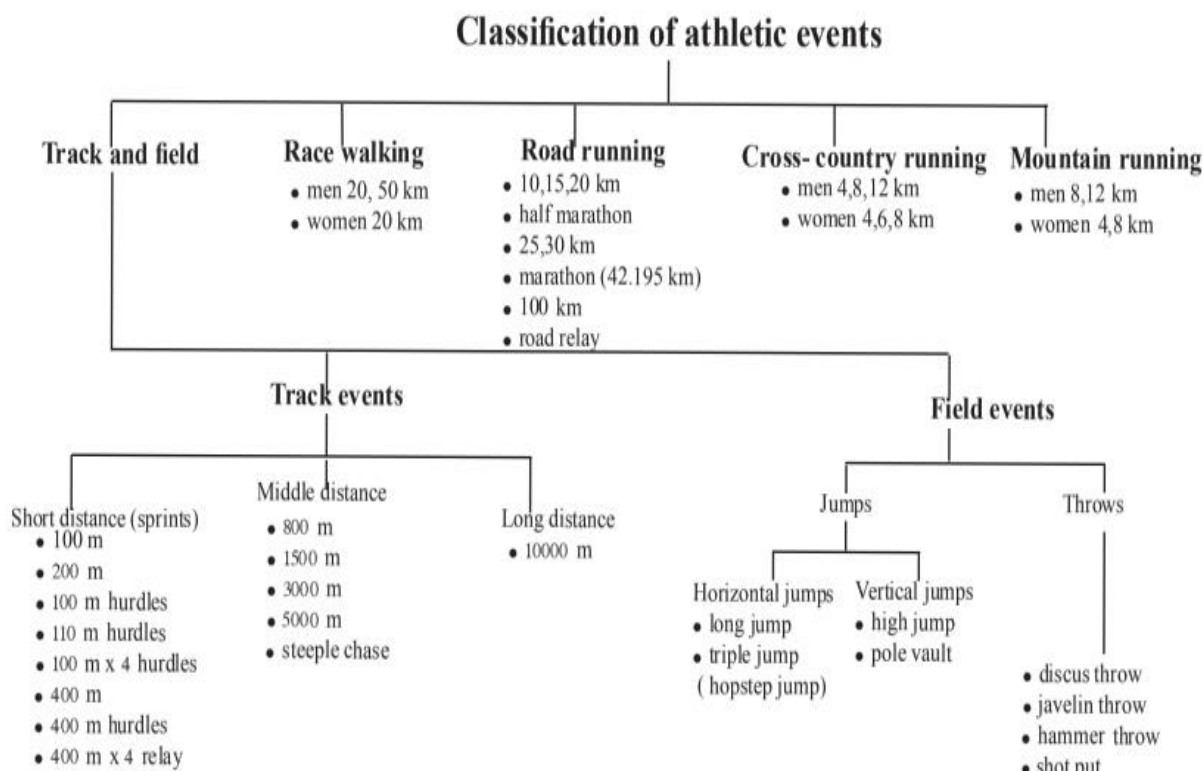 Classification of athletic events
Track and field
Race walking
• men 20, 50 km
• women 20 km
Road running
• 10,15,20 km
• half marathon
• 25,30 km
• marathon (42.195 km)
• 100 km
• road relay
Cross- country running
• men 4,8,12 km
• women 4,6,8 km
Mountain running
• men 8,12 km
• women 4,8 km
Track events
Short distance (sprints)
• 100 m
• 200 m
• 100 m hurdles
• 110 m hurdles
• 100 m x 4 hurdles
• 400 m
• 400 m hurdles
• 400 m x 4 relay
Middle distance
• 800 m
• 1500 m
• 3000 m
• 5000 m
• steeple chase
Long distance
• 10000 m
Field events
Jumps
Horizontal jumps
• long jump
• triple jump
( hopstep jump)
Vertical jumps
• high jump
• pole vault
Throws
• discus throw
• javelin throw
• hammer throw
• shot put